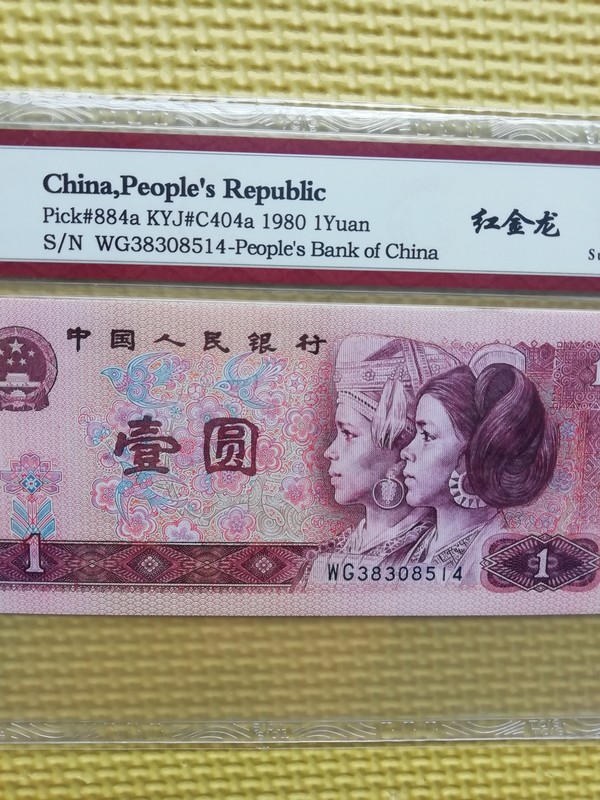 China,People's Republic
Pick#884a KYJ#C404a 1980 1Yuan
红金龙
S/N WG38308514-People's Bank of China
中国人民银行
壹圆
1
WG38308514
1